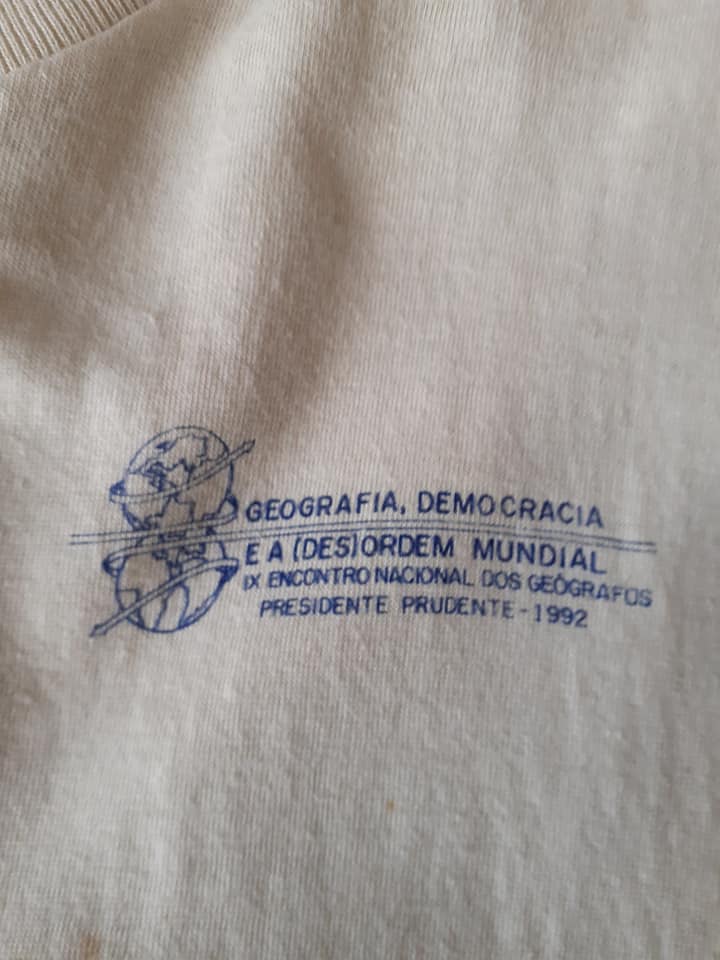 GEOGRAFIA, DEMOCRACIA
E A (DES)ORDEM MUNDIAL
IX ENCONTRO NACIONAL DOS GEÓGRAFOS
PRESIDENTE PRUDENTE - 1992